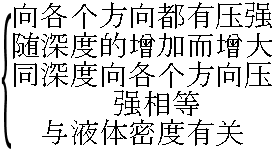 向各个方向都有压强
随深度的增加而增大
同深度向各个方向压
强相等
与液体密度有关